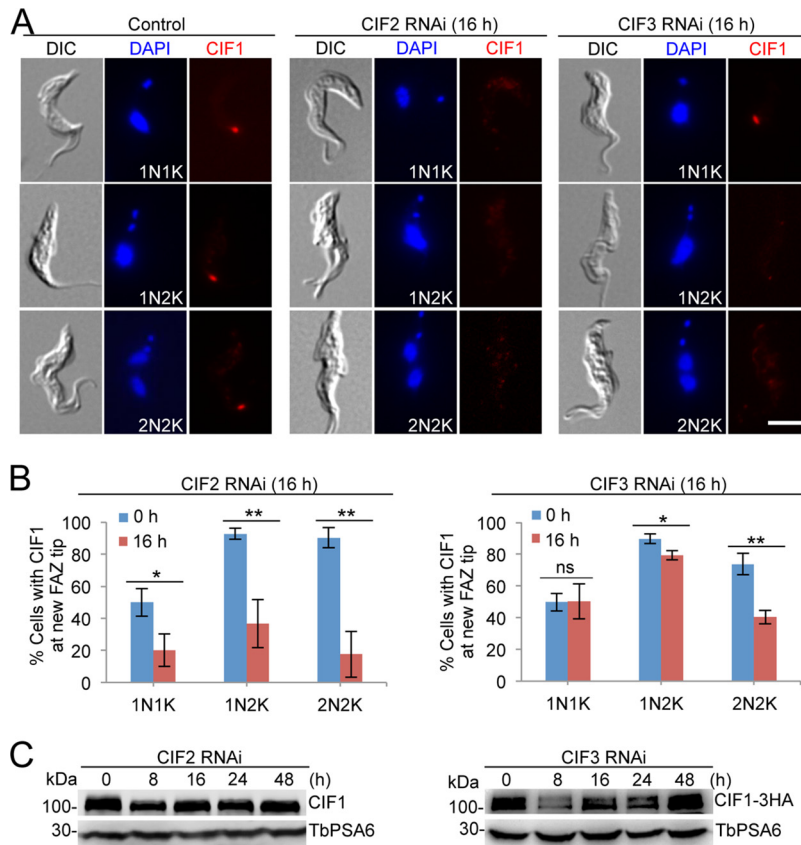 A
Control
CIF2 RNAi (16 h)
CIF3 RNAi (16 h)
DIC DAPI CIF1 DIC DAPI CIF1 DIC DAPI CIF1
1N1K 1N1K 1N1K
1N2K 1N2K 1N2K
2N2K 2N2K 2N2K
B
CIF2 RNAi (16 h)
% Cells with CIF1
at new FAZ tip
100
80
60
40
20
0
0 h
16 h
*
**
**
1N1K 1N2K 2N2K
CIF3 RNAi (16 h)
% Cells with CIF1
at new FAZ tip
100
80
60
40
20
0
0 h
16 h
ns
*
**
1N1K 1N2K 2N2K
C
CIF2 RNAi
kDa 0 8 16 24 48 (h)
100- CIF1
30- TbPSA6
CIF3 RNAi
kDa 0 8 16 24 48 (h)
100- CIF1-3HA
30- TbPSA6